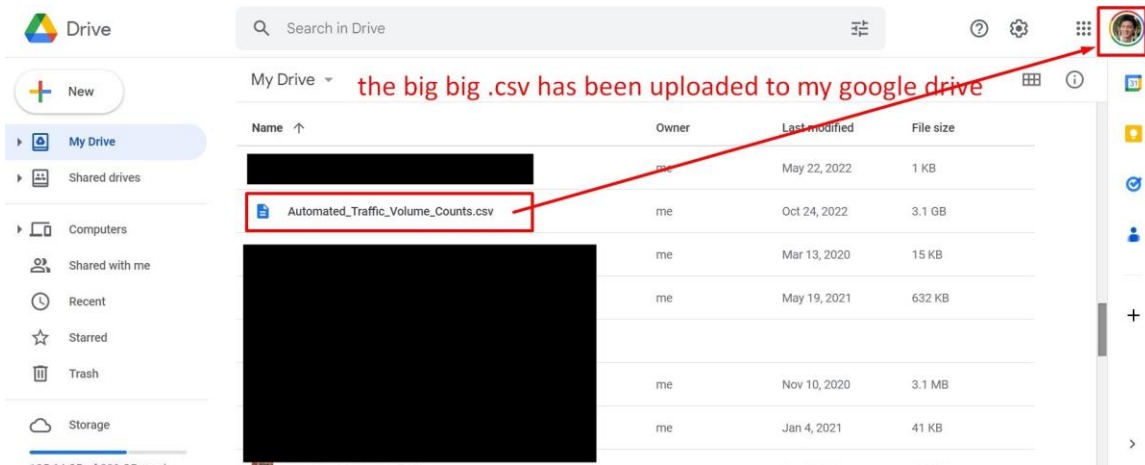 Drive
Search in Drive
New
My Drive
the big big .csv has been uploaded to my google drive
31
Name
Owner
Last modified
File size
My Drive
me
May 22, 2022
1 KB
Shared drives
Automated_Traffic_Volume_Counts.csv
me
Oct 24, 2022
3.1 GB
Computers
me
Mar 13, 2020
15 KB
Shared with me
Recent
me
May 19, 2021
632 KB
Starred
Trash
me
Nov 10, 2020
3.1 MB
Storage
me
Jan 4, 2021
41 KB